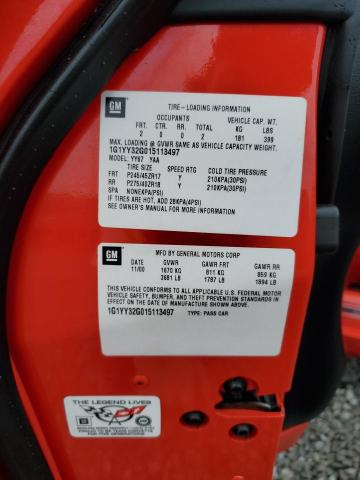 GM
TIRE-LOADING INFORMATION
OCCUPANTS VEHICLE CAP. WT.
FRT. CTR. RR. TOTAL KG LBS
2 0 0 2 181 399
MAX. LOADING @ GVWR SAME AS VEHICLE CAPACITY WEIGHT.
1G1YY32G015113497
MODEL: YY67 YAA
TIRE SIZE SPEED RTG COLD TIRE PRESSURE
FRT P245/45ZR17 Y 210KPA(30PSI)
RR P275/40ZR18 Y 210KPA(30PSI)
SPA NONEKPA(PSI)
IF TIRES ARE HOT, ADD 28KPA(4PSI)
SEE OWNER'S MANUAL FOR MORE INFORMATION
GM
MFD BY GENERAL MOTORS CORP
DATE GVWR GAWR FRT GAWR RR
11/00 1670 KG 811 KG 859 KG
3681 LB 1787 LB 1894 LB
THIS VEHICLE CONFORMS TO ALL APPLICABLE U.S. FEDERAL MOTOR
VEHICLE SAFETY, BUMPER, AND THEFT PREVENTION STANDARDS IN
EFFECT ON THE DATE OF MANUFACTURE SHOWN ABOVE.
1G1YY32G015113497 TYPE: PASS CAR
THE LEGEND LIVES